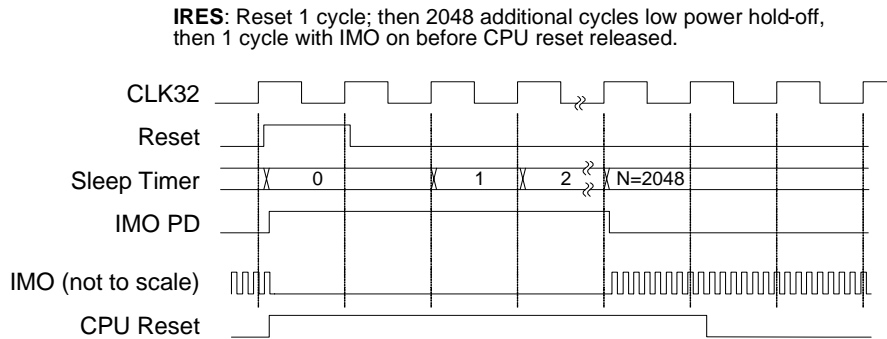 IRES: Reset 1 cycle; then 2048 additional cycles low power hold-off,
then 1 cycle with IMO on before CPU reset released.
CLK32
Reset
Sleep Timer
0
1
2
N=2048
IMO PD
IMO (not to scale)
CPU Reset